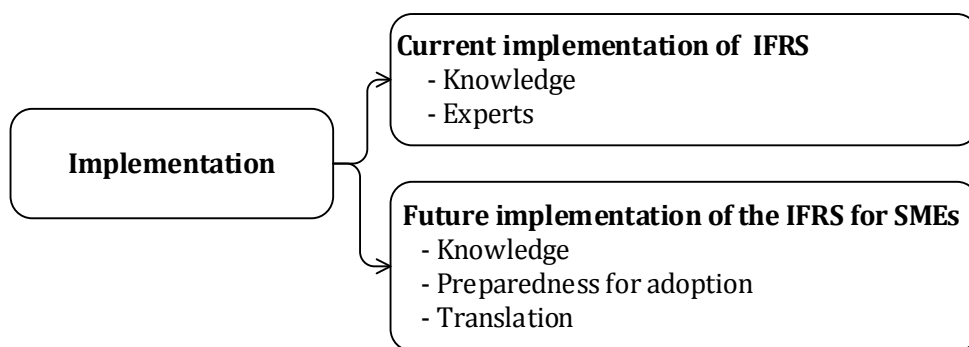 Implementation
Current implementation of IFRS
- Knowledge
- Experts
Future implementation of the IFRS for SMEs
- Knowledge
- Preparedness for adoption
- Translation